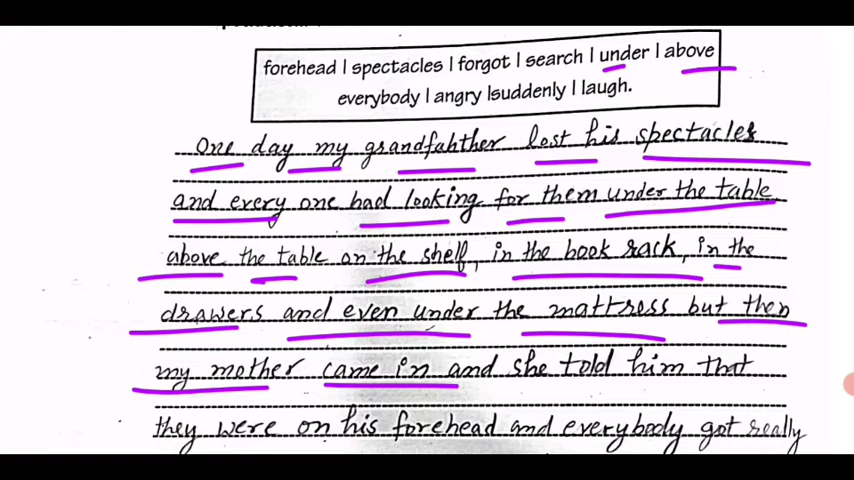 forehead | spectacles | forgot | search | under | above
everybody | angry |suddenly | laugh.
One day my grandfahther lost his spectacles
and every one had looking for them under the table
above the table on the shelf, in the book rack, in the
drawers and even under the mattress but then
my mother came in and she told him that
they were on his forehead and everybody got really